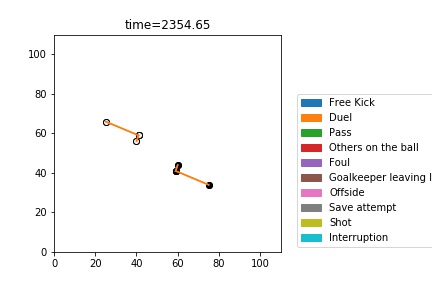 time=2354.65
100
80
60
40
20
0
0 20 40 60 80 100
Free Kick
Duel
Pass
Others on the ball
Foul
Goalkeeper leaving l
Offside
Save attempt
Shot
Interruption